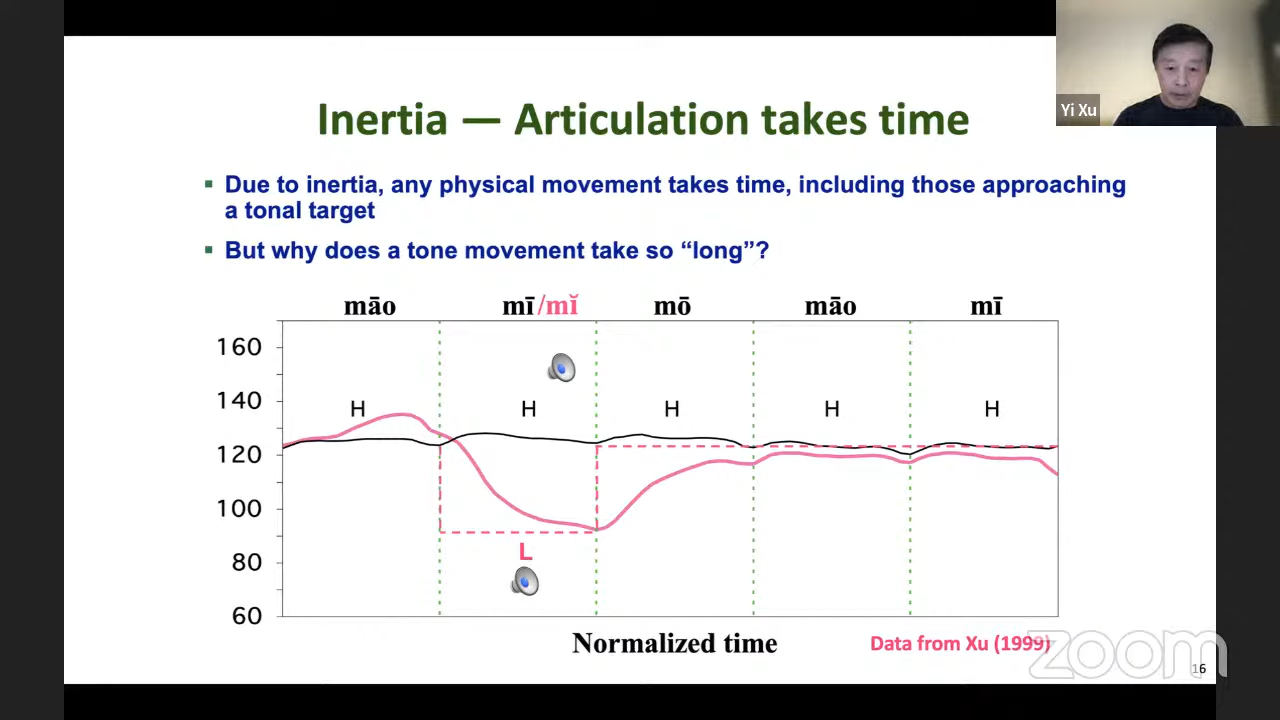 Yi Xu
Inertia — Articulation takes time
▪ Due to inertia, any physical movement takes time, including those approaching
a tonal target
▪ But why does a tone movement take so “long”?
māo mī/mǐ mō māo mī
160
140
120
100
80
60
H H H H H
L
Normalized time
Data from Xu (1999)
zoom
16